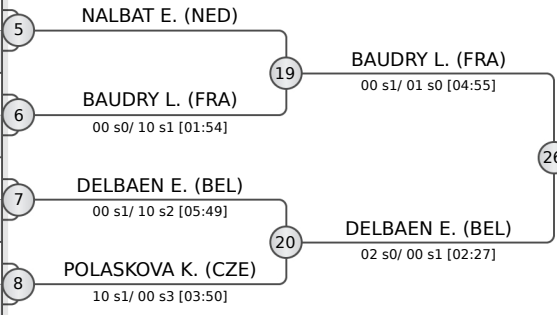 NALBAT E. (NED)
5
19
BAUDRY L. (FRA)
00 s1/ 01 s0 [04:55]
BAUDRY L. (FRA)
6
00 s0/ 10 s1 [01:54]
26
DELBAEN E. (BEL)
7
00 s1/ 10 s2 [05:49]
20
DELBAEN E. (BEL)
02 s0/ 00 s1 [02:27]
POLASKOVA K. (CZE)
8
10 s1/ 00 s3 [03:50]